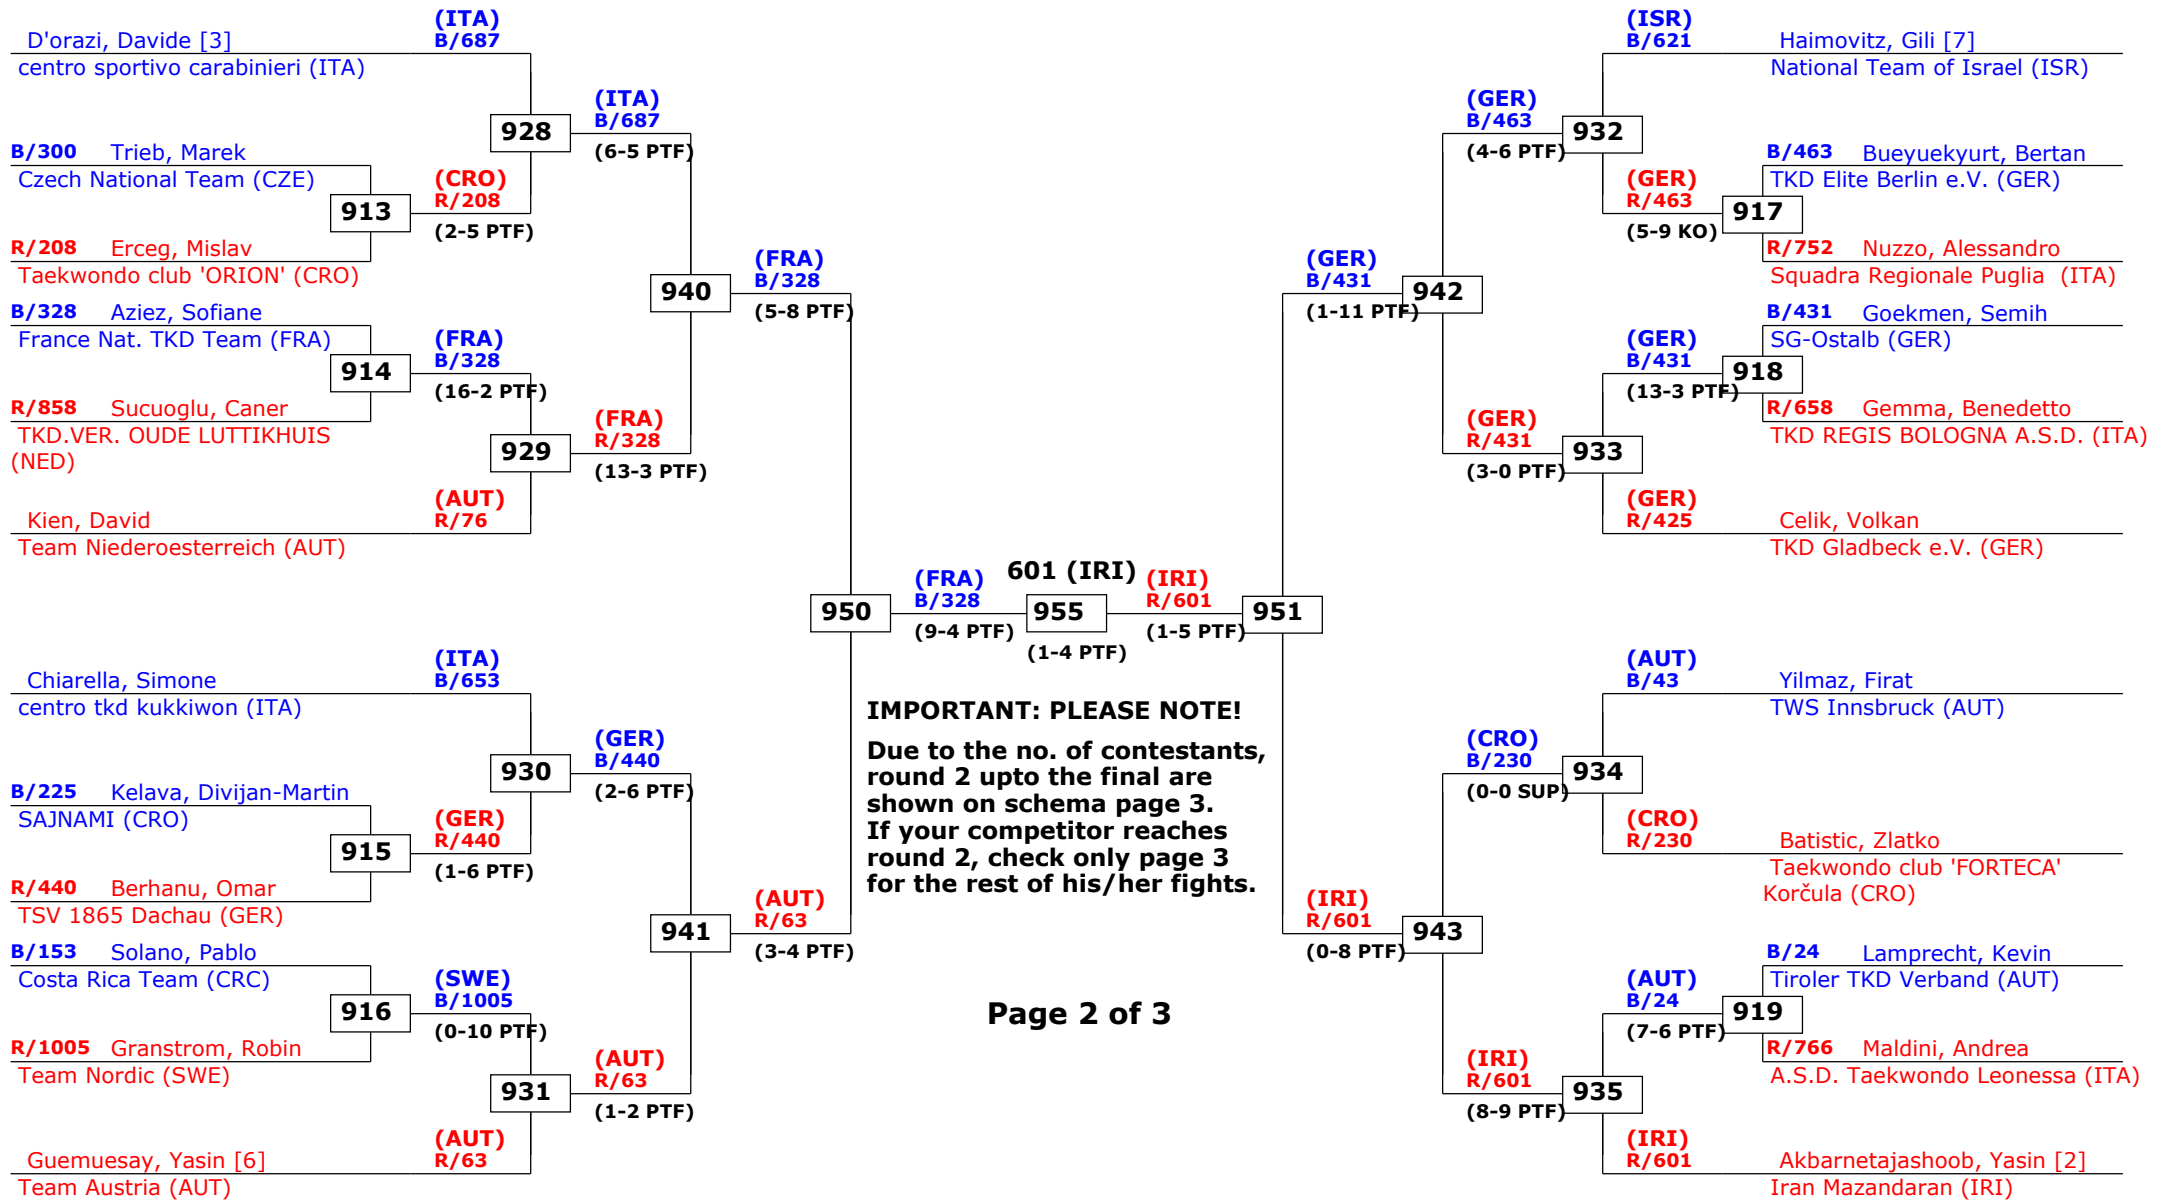 (ITA)
D'orazi, Davide [3] B/687
centro sportivo carabinieri (ITA)
(ITA)
B/687
928
(6-5 PTF)
B/300 Trieb, Marek
Czech National Team (CZE)
(CRO)
R/208
913
(2-5 PTF)
R/208 Erceg, Mislav
Taekwondo club 'ORION' (CRO)
(FRA)
B/328
940
(5-8 PTF)
B/328 Aziez, Sofiane
France Nat. TKD Team (FRA)
(FRA)
B/328
914
(16-2 PTF)
R/858 Sucuoglu, Caner
TKD.VER. OUDE LUTTIKHUIS
(NED)
(FRA)
R/328
929
(13-3 PTF)
(AUT)
Kien, David R/76
Team Niederoesterreich (AUT)
(FRA)
B/328
950
(9-4 PTF)
601 (IRI)
955
(1-4 PTF)
(IRI)
R/601
951
(1-5 PTF)
(ITA)
Chiarella, Simone B/653
centro tkd kukkiwon (ITA)
(GER)
B/440
930
(2-6 PTF)
B/225 Kelava, Divijan-Martin
SAJNAMI (CRO)
(GER)
R/440
915
(1-6 PTF)
R/440 Berhanu, Omar
TSV 1865 Dachau (GER)
(AUT)
R/63
941
(3-4 PTF)
B/153 Solano, Pablo
Costa Rica Team (CRC)
(SWE)
B/1005
916
(0-10 PTF)
R/1005 Granstrom, Robin
Team Nordic (SWE)
(AUT)
R/63
931
(1-2 PTF)
(AUT)
Guemuesay, Yasin [6] R/63
Team Austria (AUT)
IMPORTANT: PLEASE NOTE!
Due to the no. of contestants,
round 2 upto the final are
shown on schema page 3.
If your competitor reaches
round 2, check only page 3
for the rest of his/her fights.
Page 2 of 3
(ISR)
B/621 Haimovitz, Gili [7]
National Team of Israel (ISR)
(GER)
B/463
932
(4-6 PTF)
B/463 Bueyuekyurt, Bertan
TKD Elite Berlin e.V. (GER)
(GER)
R/463
917
(5-9 KO)
R/752 Nuzzo, Alessandro
Squadra Regionale Puglia (ITA)
(GER)
B/431
942
(1-11 PTF)
B/431 Goekmen, Semih
SG-Ostalb (GER)
(GER)
B/431
918
(13-3 PTF)
R/658 Gemma, Benedetto
TKD REGIS BOLOGNA A.S.D. (ITA)
(GER)
R/431
933
(3-0 PTF)
(GER)
R/425 Celik, Volkan
TKD Gladbeck e.V. (GER)
(AUT)
B/43 Yilmaz, Firat
TWS Innsbruck (AUT)
(CRO)
B/230
934
(0-0 SUP)
(CRO)
R/230 Batistic, Zlatko
Taekwondo club 'FORTECA'
Korčula (CRO)
(IRI)
R/601
943
(0-8 PTF)
B/24 Lamprecht, Kevin
Tiroler TKD Verband (AUT)
(AUT)
B/24
919
(7-6 PTF)
R/766 Maldini, Andrea
A.S.D. Taekwondo Leonessa (ITA)
(IRI)
R/601
935
(8-9 PTF)
(IRI)
R/601 Akbarnetajashoob, Yasin [2]
Iran Mazandaran (IRI)